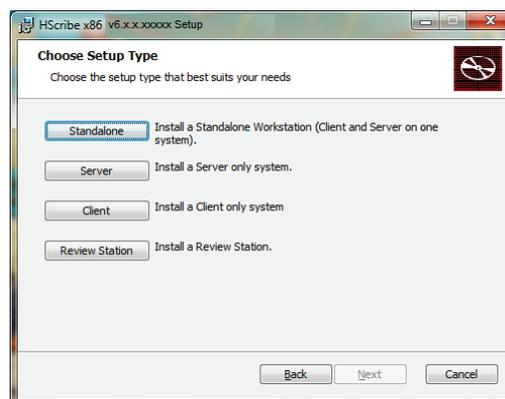 HScribe x86 v6.x.x.xxxxx Setup
Choose Setup Type
Choose the setup type that best suits your needs
Standalone
Install a Standalone Workstation (Client and Server on one
system).
Server
Install a Server only system.
Client
Install a Client only system
Review Station
Install a Review Station.
Back
Next
Cancel